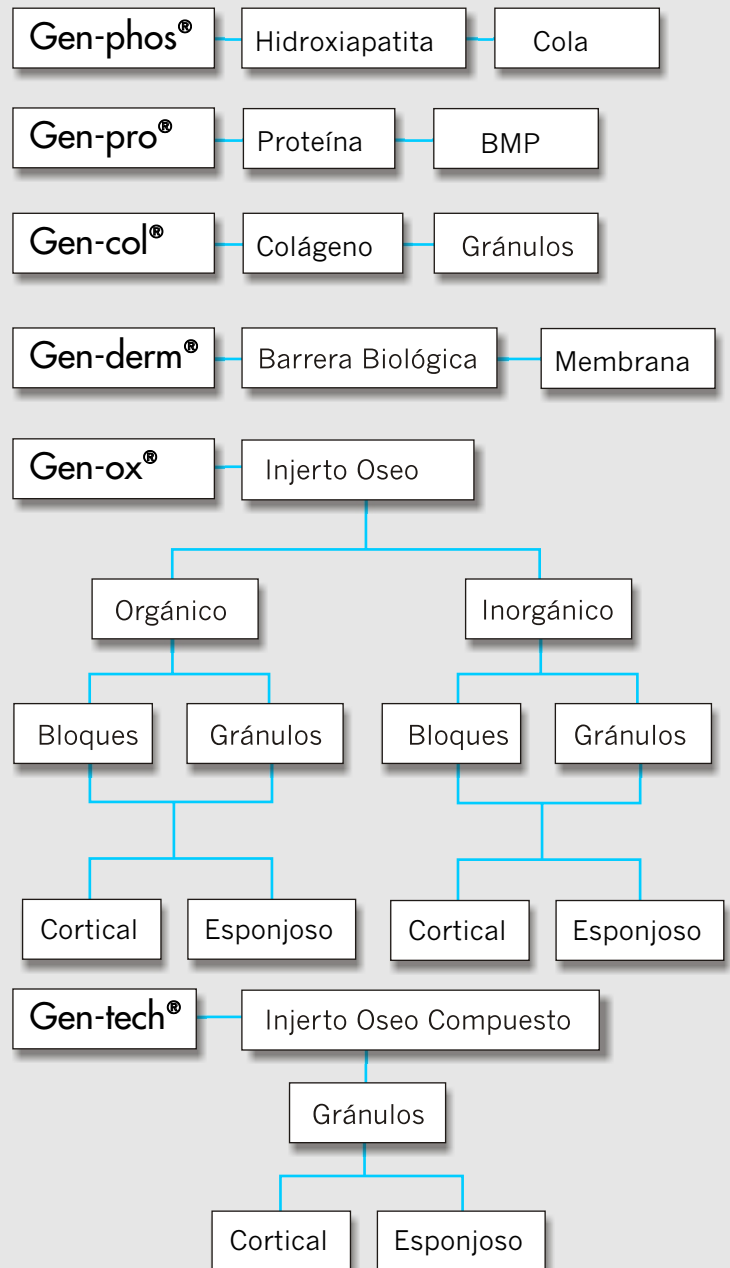 Gen-phos® Hidroxiapatita Cola
Gen-pro® Proteína BMP
Gen-col® Colágeno Gránulos
Gen-derm® Barrera Biológica Membrana
Gen-ox® Injerto Oseo
Orgánico Inorgánico
Bloques Gránulos Bloques Gránulos
Cortical Esponjoso Cortical Esponjoso
Gen-tech® Injerto Oseo Compuesto
Gránulos
Cortical Esponjoso